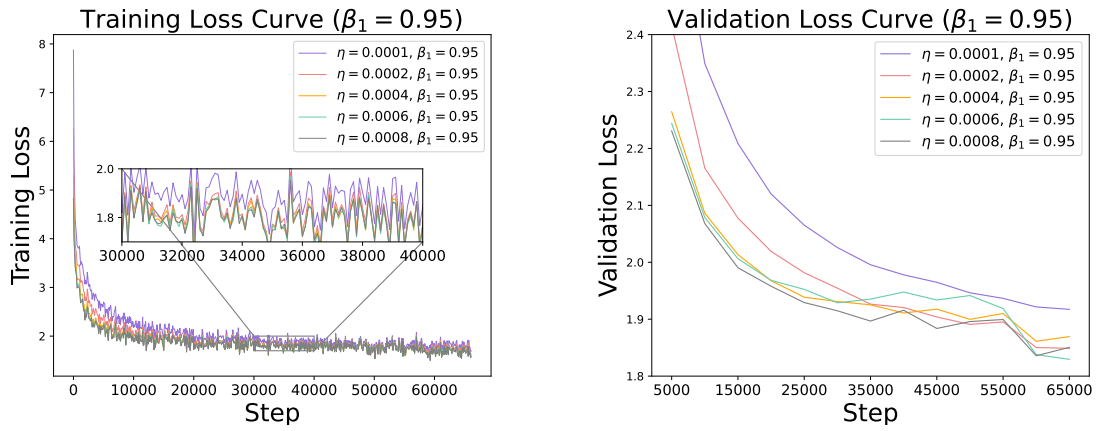 Training Loss Curve (β₁ = 0.95)
8
7
6
5
4
3
2
Training Loss
η = 0.0001, β₁ = 0.95
η = 0.0002, β₁ = 0.95
η = 0.0004, β₁ = 0.95
η = 0.0006, β₁ = 0.95
η = 0.0008, β₁ = 0.95
2.0
1.8
30000 32000 34000 36000 38000 40000
0 10000 20000 30000 40000 50000 60000
Step
Validation Loss Curve (β₁ = 0.95)
2.4
2.3
2.2
2.1
2.0
1.9
1.8
Validation Loss
η = 0.0001, β₁ = 0.95
η = 0.0002, β₁ = 0.95
η = 0.0004, β₁ = 0.95
η = 0.0006, β₁ = 0.95
η = 0.0008, β₁ = 0.95
5000 15000 25000 35000 45000 55000 65000
Step